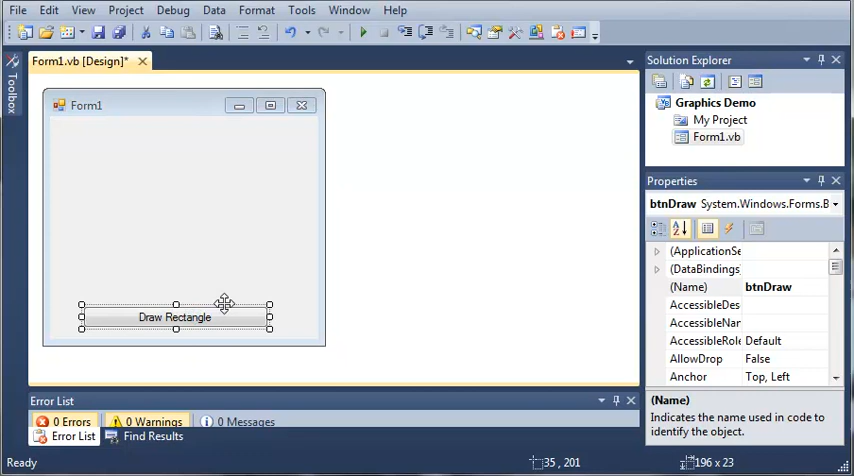 File Edit View Project Debug Data Format Tools Window Help
Form1.vb [Design]*
Toolbox
Form1
Draw Rectangle
Solution Explorer
Graphics Demo
My Project
Form1.vb
Properties
btnDraw System.Windows.Forms.B
(ApplicationSe
(DataBindings)
(Name) btnDraw
AccessibleDes
AccessibleNar
AccessibleRole Default
AllowDrop False
Anchor Top, Left
(Name)
Indicates the name used in code to
identify the object.
Error List
0 Errors 0 Warnings 0 Messages
Error List Find Results
Ready 35 , 201 196 x 23